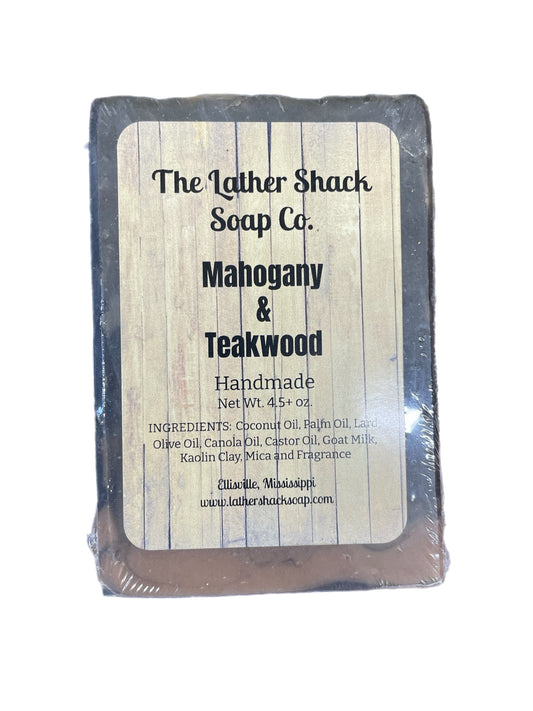 The Lather Shack
Soap Co.
Mahogany
&
Teakwood
Handmade
Net Wt. 4.5+ oz.
INGREDIENTS: Coconut Oil, Palm Oil, Lard
Olive Oil, Canola Oil, Castor Oil, Goat Milk,
Kaolin Clay, Mica and Fragrance
Ellisville, Mississippi
www.lathershacksoap.com